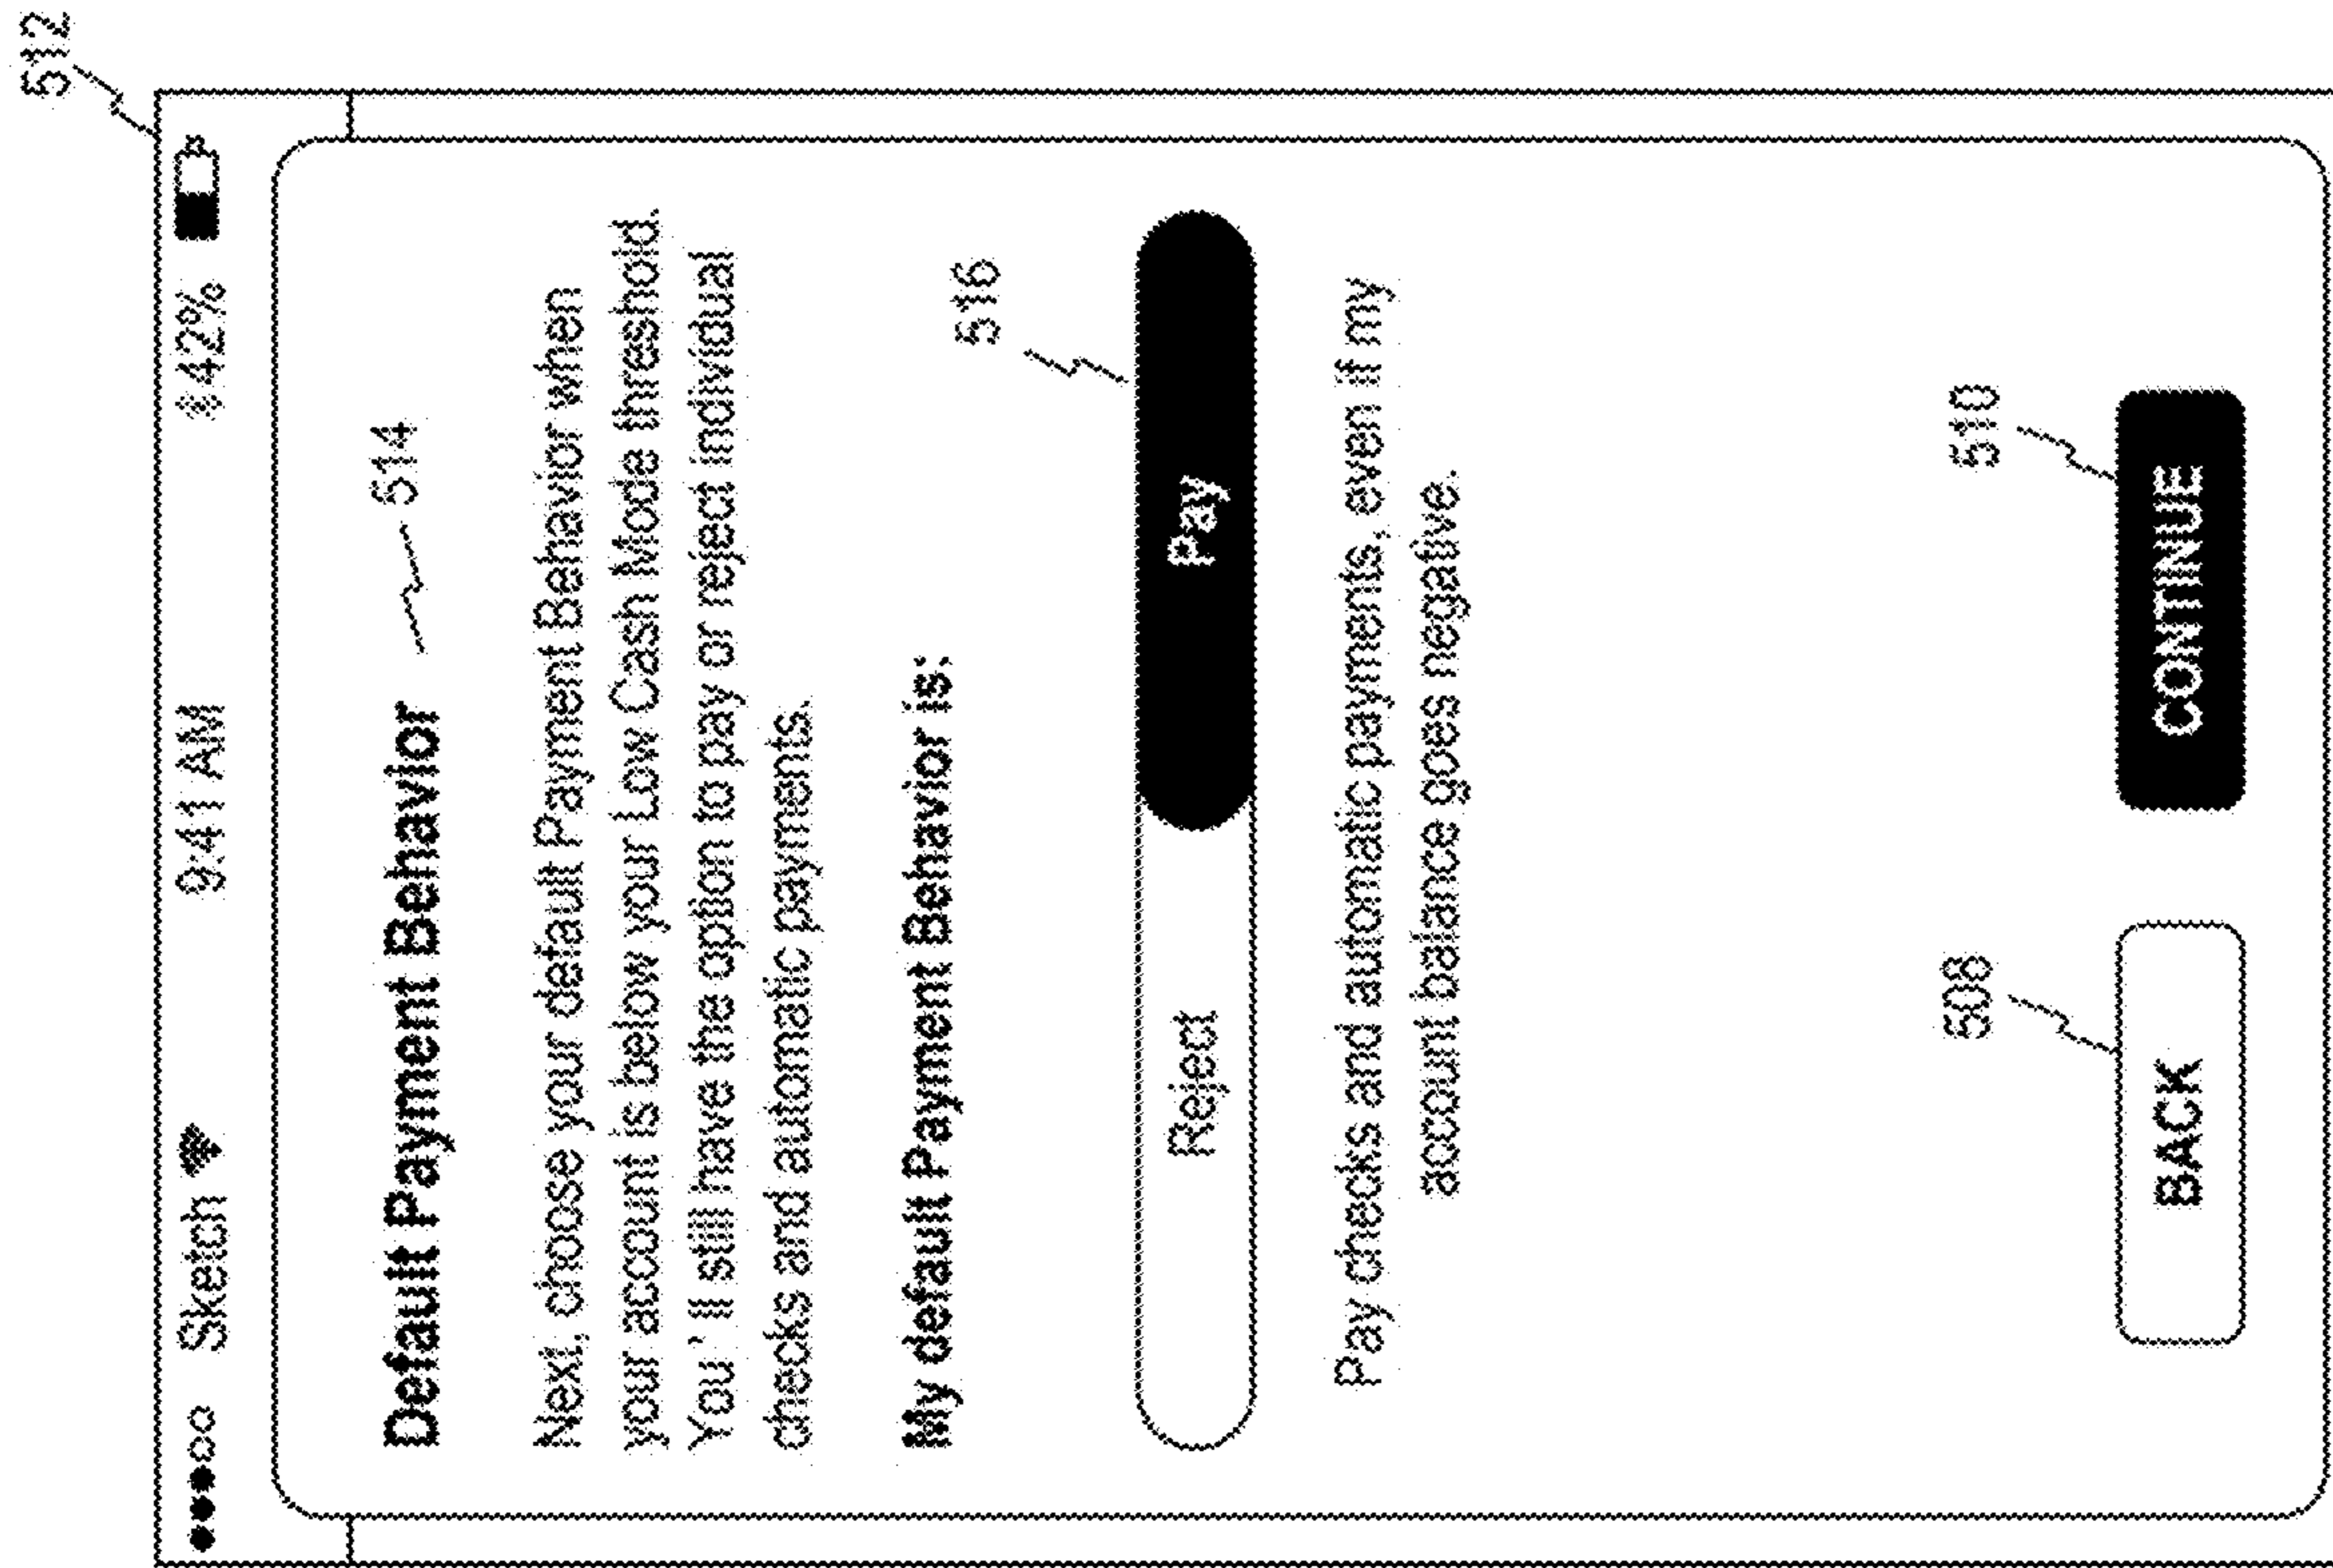 512
Sketch 9:41 AM 42%
Default Payment Behavior 514
Next, choose your default Payment Behavior when
your account is below your Low Cash Mode threshold.
You'll still have the option to pay or reject individual
checks and automatic payments.
My default Payment Behavior is:
516
Reject Pay
Pay checks and automatic payments, even if my
account balance goes negative.
508 510
BACK CONTINUE